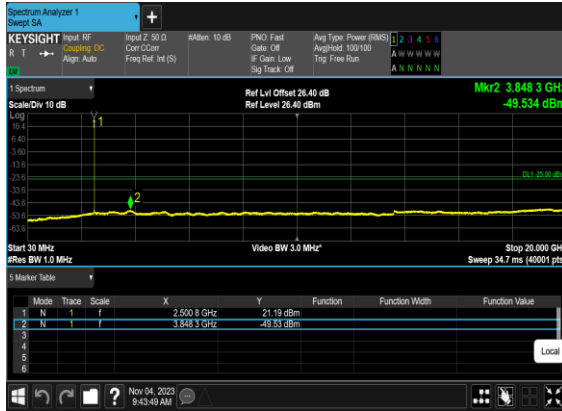 Spectrum Analyzer 1
Swept SA
+
KEYSIGHT Input: RF Input Z: 50 Ω #Atten: 10 dB PNO: Fast Avg Type: Power (RMS) 1 2 3 4 5 6
R T Coupling: DC Corr CCorr Gate: Off Avg|Hold: 100/100 A W W W W W
Align: Auto Freq Ref: Int (S) IF Gain: Low Trig: Free Run
Sig Track: Off A N N N N N
LU
1 Spectrum Ref Lvl Offset 26.40 dB Mkr2 3.848 3 GHz
Scale/Div 10 dB Ref Level 26.40 dBm -49.534 dBm
Log
1
16.4
6.40
-3.60
-13.6
DL1 -25.00 dBm
-23.6
-33.6
2
-43.6
-53.6
-63.6
Start 30 MHz Video BW 3.0 MHz* Stop 20.000 GHz
#Res BW 1.0 MHz Sweep 34.7 ms (40001 pts)
5 Marker Table
Mode Trace Scale X Y Function Function Width Function Value
1 N 1 f 2.500 8 GHz 21.19 dBm
2 N 1 f 3.848 3 GHz -49.53 dBm
3
4
5
6
Local
? Nov 04, 2023
9:43:49 AM